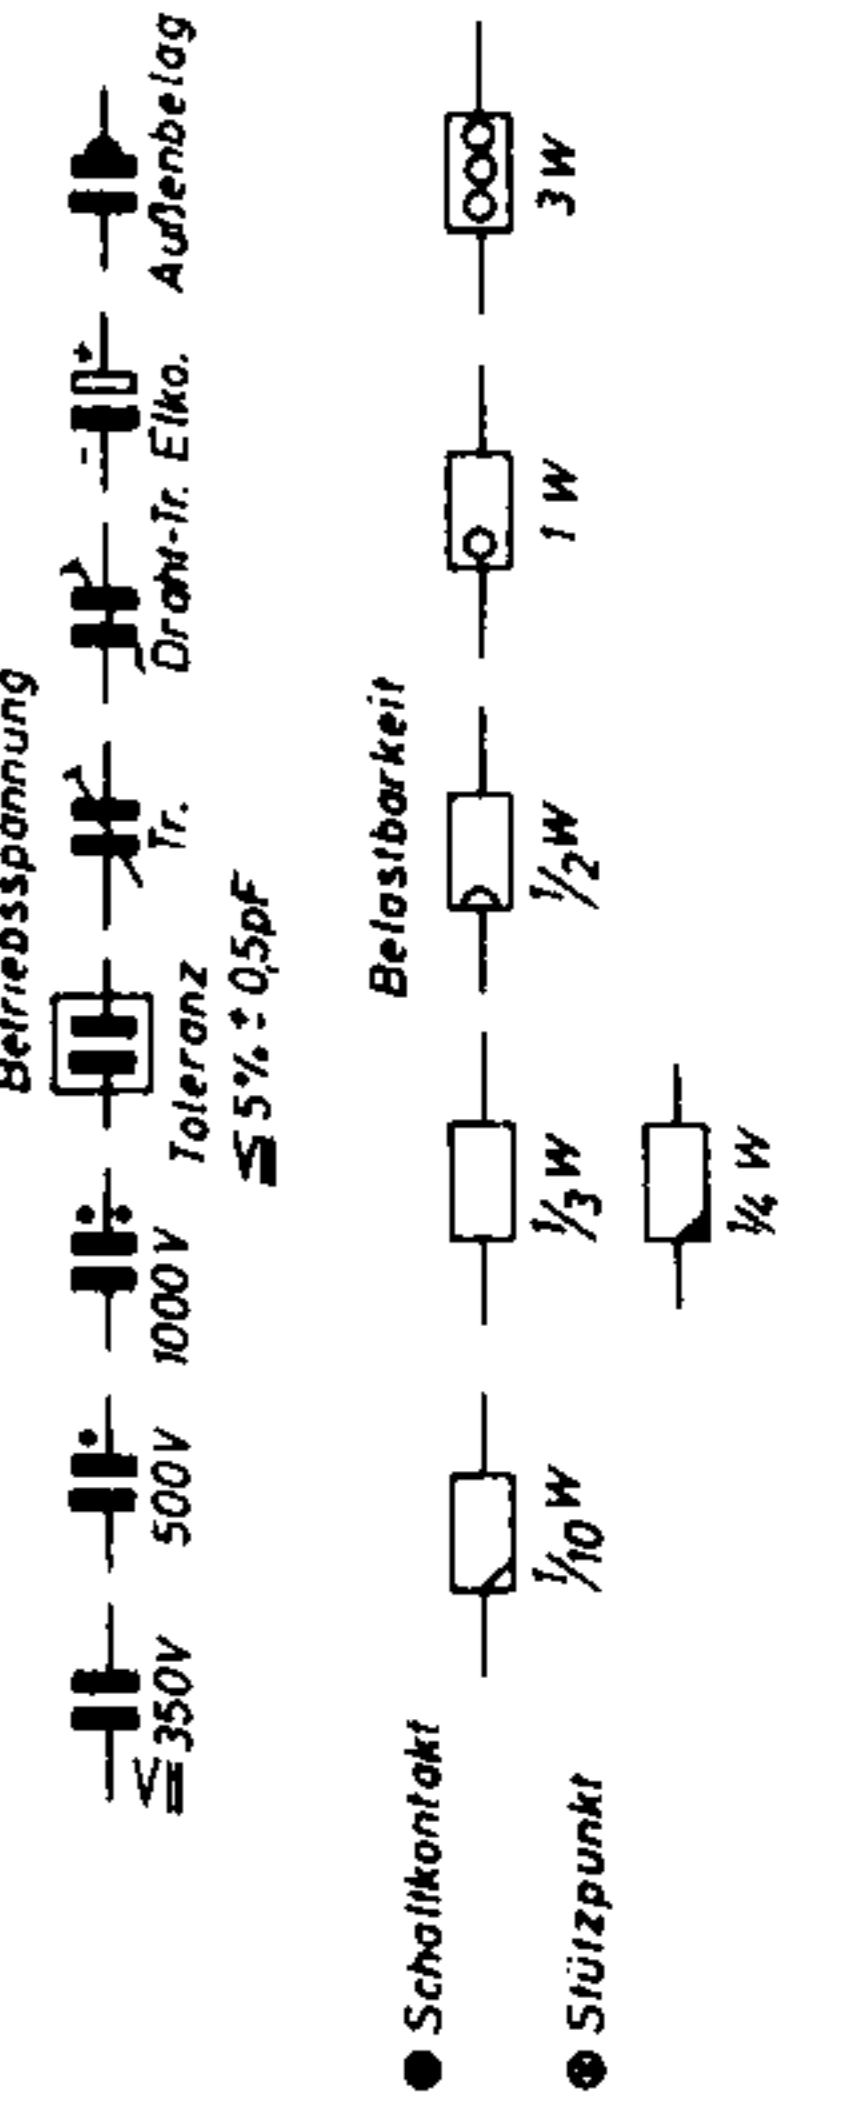 Betriebsspannung
≦ 350V 500V 1000V Toleranz Tr. Draht-Tr. Elko. Außenbelag
≦ 5% ± 0,5pF
Belastbarkeit
Schaltkontakt
1/10 W 1/3 W 1/2 W 1 W 3 W
Stützpunkt
1/4 W